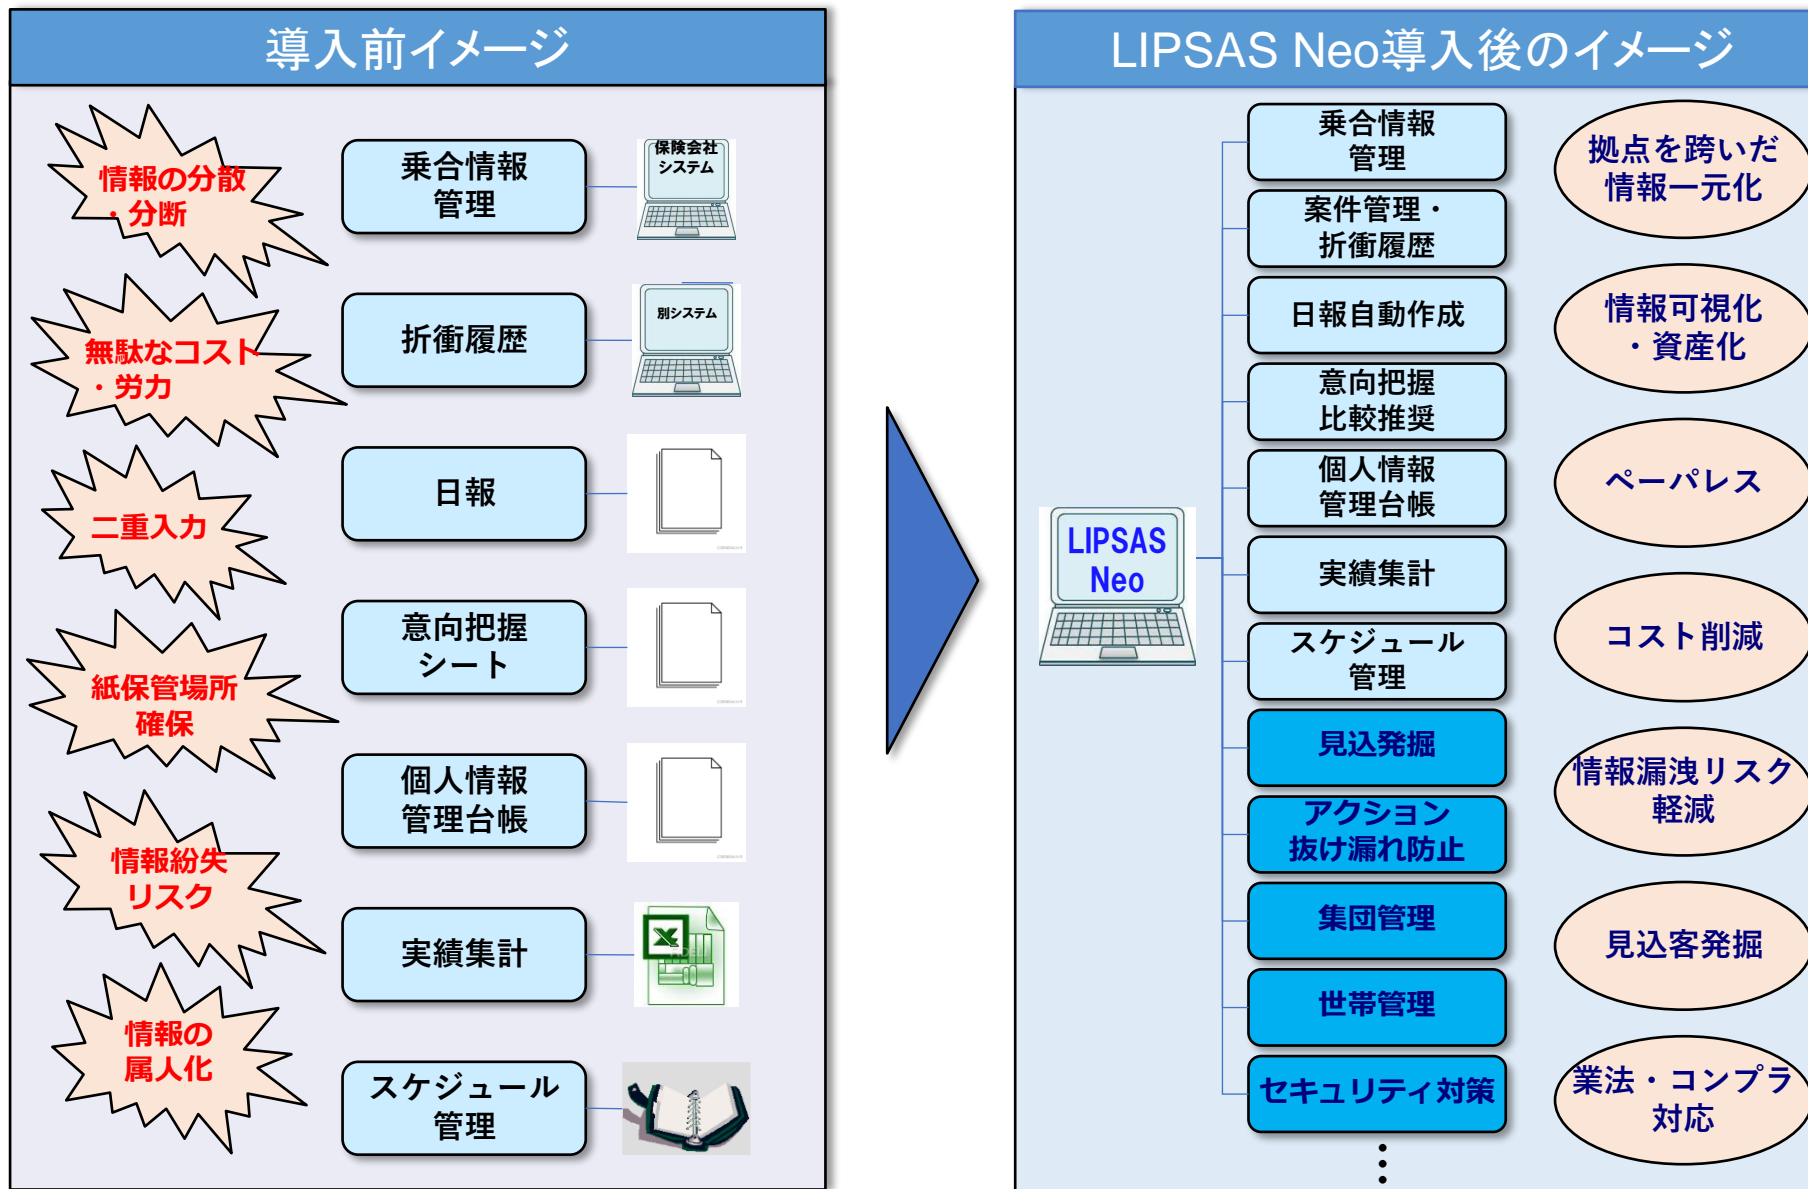 導入前イメージ
情報の分散
・分断
無駄なコスト
・労力
二重入力
紙保管場所
確保
情報紛失
リスク
情報の
属人化
乗合情報
管理
保険会社
システム
折衝履歴
別システム
日報
意向把握
シート
個人情報
管理台帳
実績集計
スケジュール
管理
LIPSAS Neo導入後のイメージ
LIPSAS
Neo
乗合情報
管理
案件管理・
折衝履歴
日報自動作成
意向把握
比較推奨
個人情報
管理台帳
実績集計
スケジュール
管理
見込発掘
アクション
抜け漏れ防止
集団管理
世帯管理
セキュリティ対策
拠点を跨いだ
情報一元化
情報可視化
・資産化
ペーパレス
コスト削減
情報漏洩リスク
軽減
見込客発掘
業法・コンプラ
対応